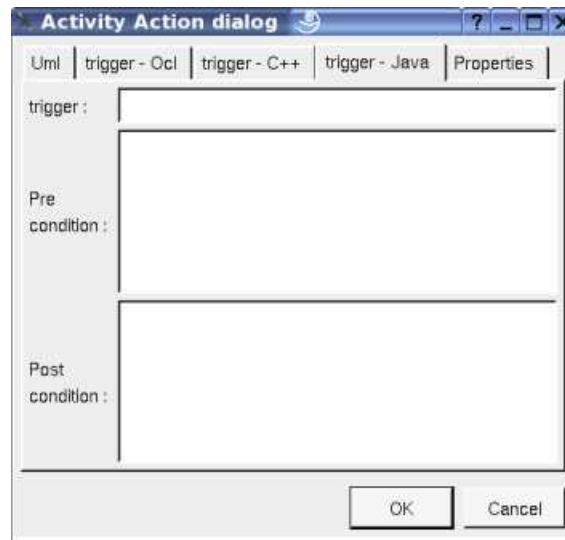 Activity Action dialog
Uml trigger - Ocl trigger - C++ trigger - Java Properties
trigger :
Pre
condition :
Post
condition :
OK Cancel